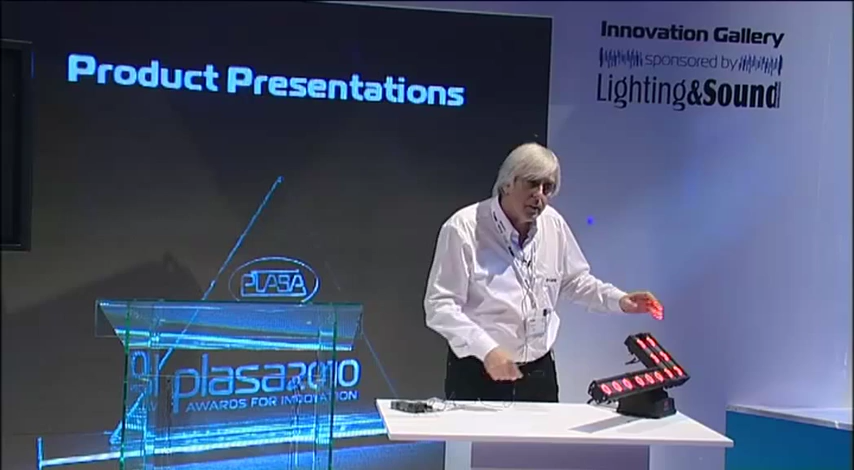 Innovation Gallery
sponsored by
Lighting&Sound
Product Presentations
PLASA
plasa2010
AWARDS FOR INNOVATION